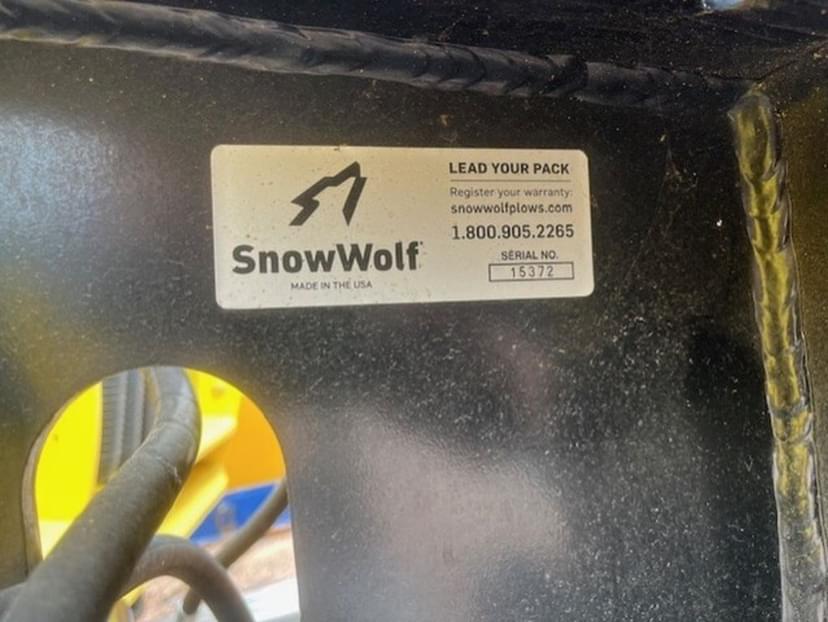 SnowWolf
MADE IN THE USA
LEAD YOUR PACK
Register your warranty:
snowwolfplows.com
1.800.905.2265
SERIAL NO.
15372